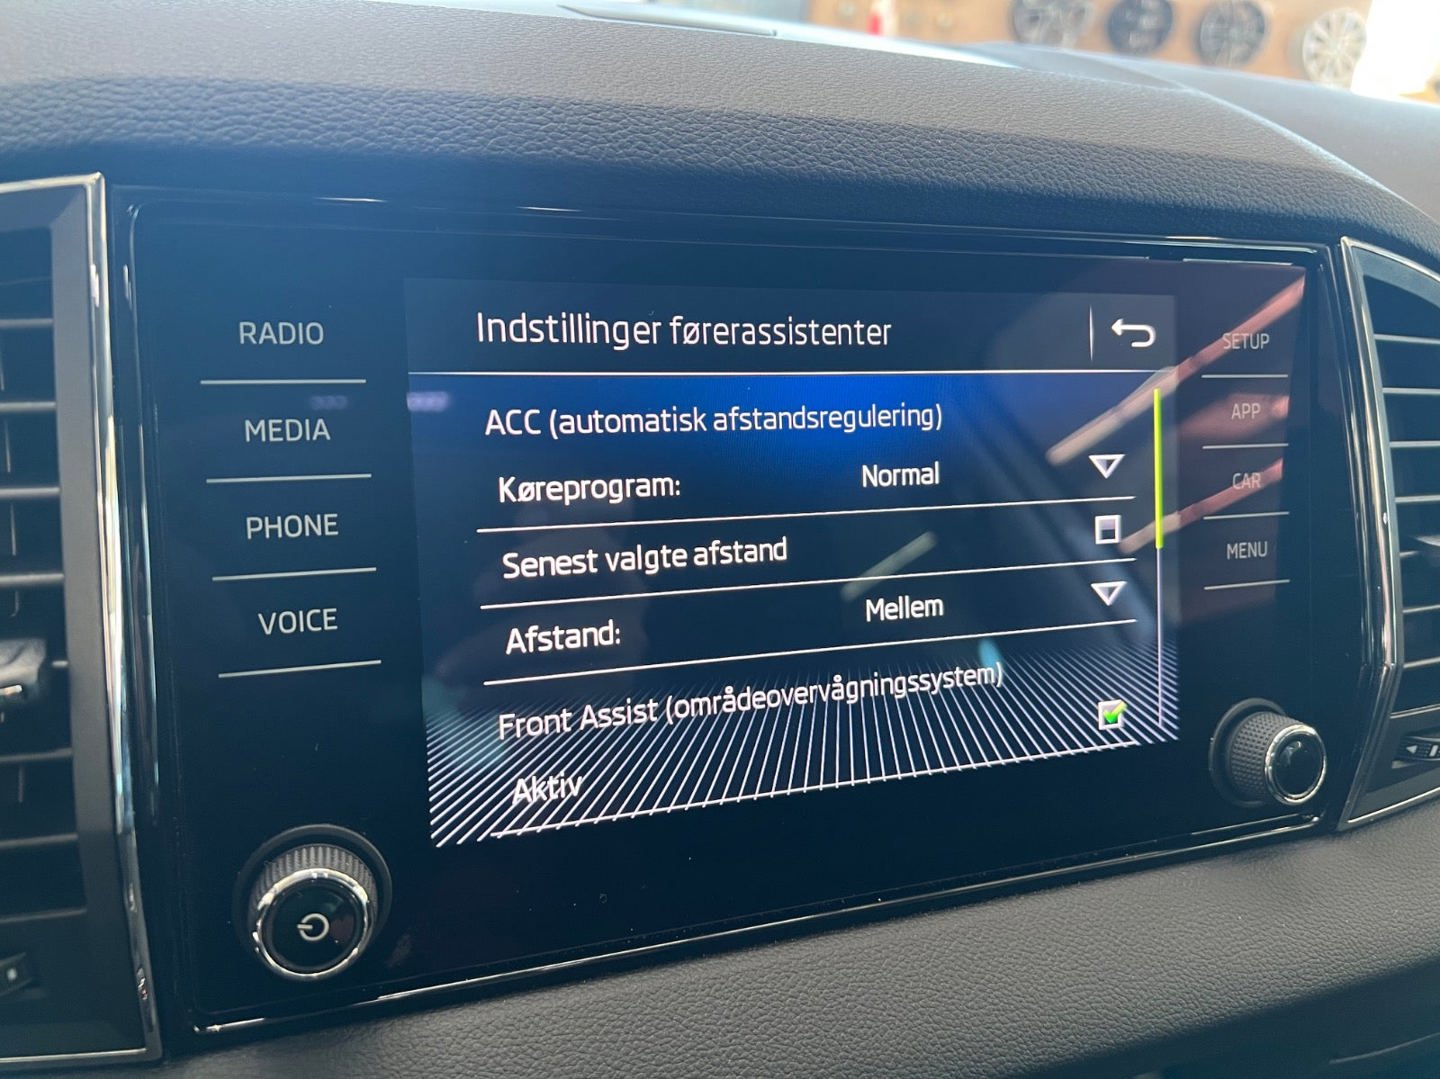 RADIO
MEDIA
PHONE
VOICE
Indstillinger førerassistenter
ACC (automatisk afstandsregulering)
Køreprogram: Normal
Senest valgte afstand
Afstand: Mellem
Front Assist (områdeovervågningssystem)
Aktiv
SETUP
APP
CAR
MENU